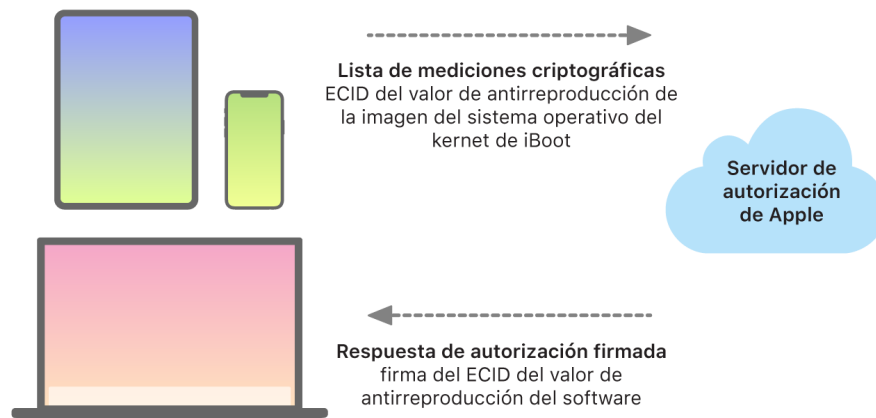 Lista de mediciones criptográficas
ECID del valor de antirreproducción de
la imagen del sistema operativo del
kernet de iBoot
Servidor de
autorización
de Apple
Respuesta de autorización firmada
firma del ECID del valor de
antirreproducción del software